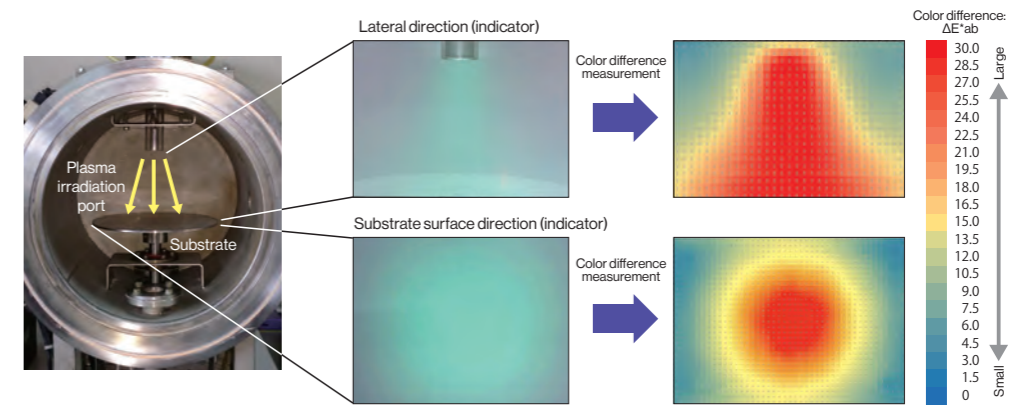 Lateral direction (indicator)
Color difference
measurement
Plasma
irradiation
port
Substrate
Substrate surface direction (indicator)
Color difference
measurement
Color difference:
ΔE*ab
30.0
28.5
27.0
25.5
24.0
22.5
21.0
19.5
18.0
16.5
15.0
13.5
12.0
10.5
9.0
7.5
6.0
4.5
3.0
1.5
0
Large
Small